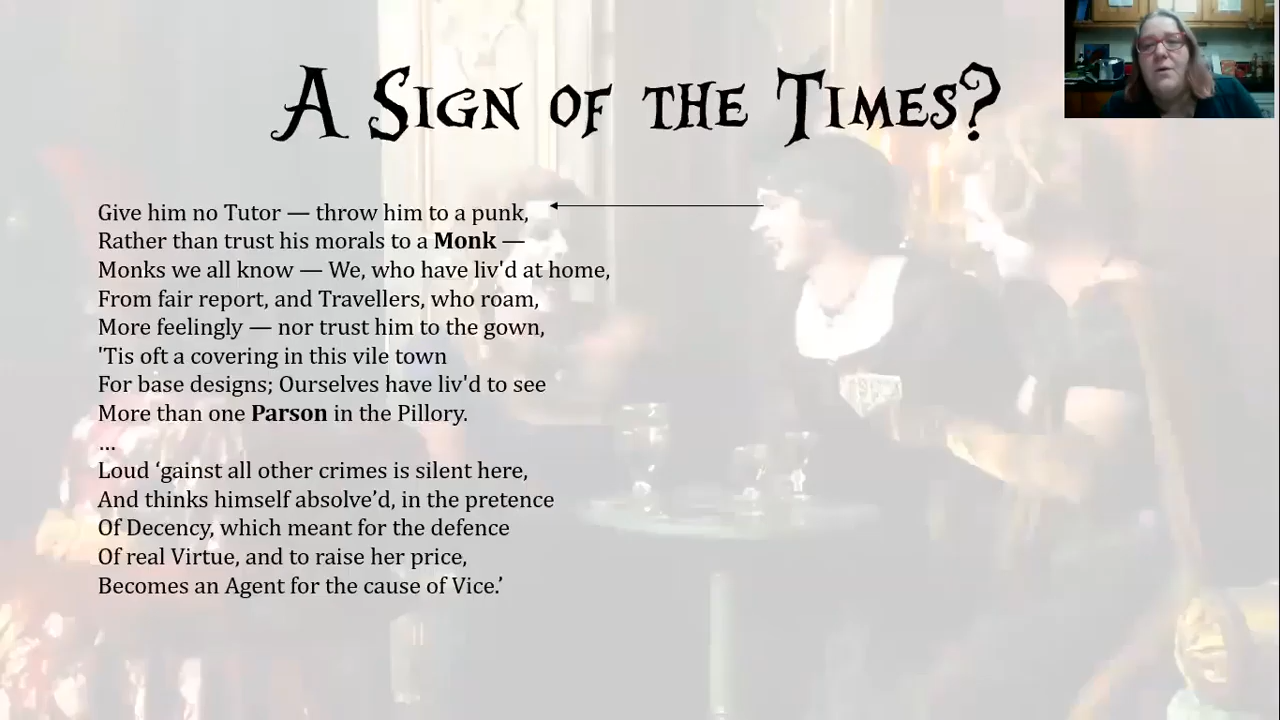 A Sign of the Times?
Give him no Tutor — throw him to a punk,
Rather than trust his morals to a Monk —
Monks we all know — We, who have liv'd at home,
From fair report, and Travellers, who roam,
More feelingly — nor trust him to the gown,
'Tis oft a covering in this vile town
For base designs; Ourselves have liv'd to see
More than one Parson in the Pillory.
…
Loud ‘gainst all other crimes is silent here,
And thinks himself absolve’d, in the pretence
Of Decency, which meant for the defence
Of real Virtue, and to raise her price,
Becomes an Agent for the cause of Vice.’